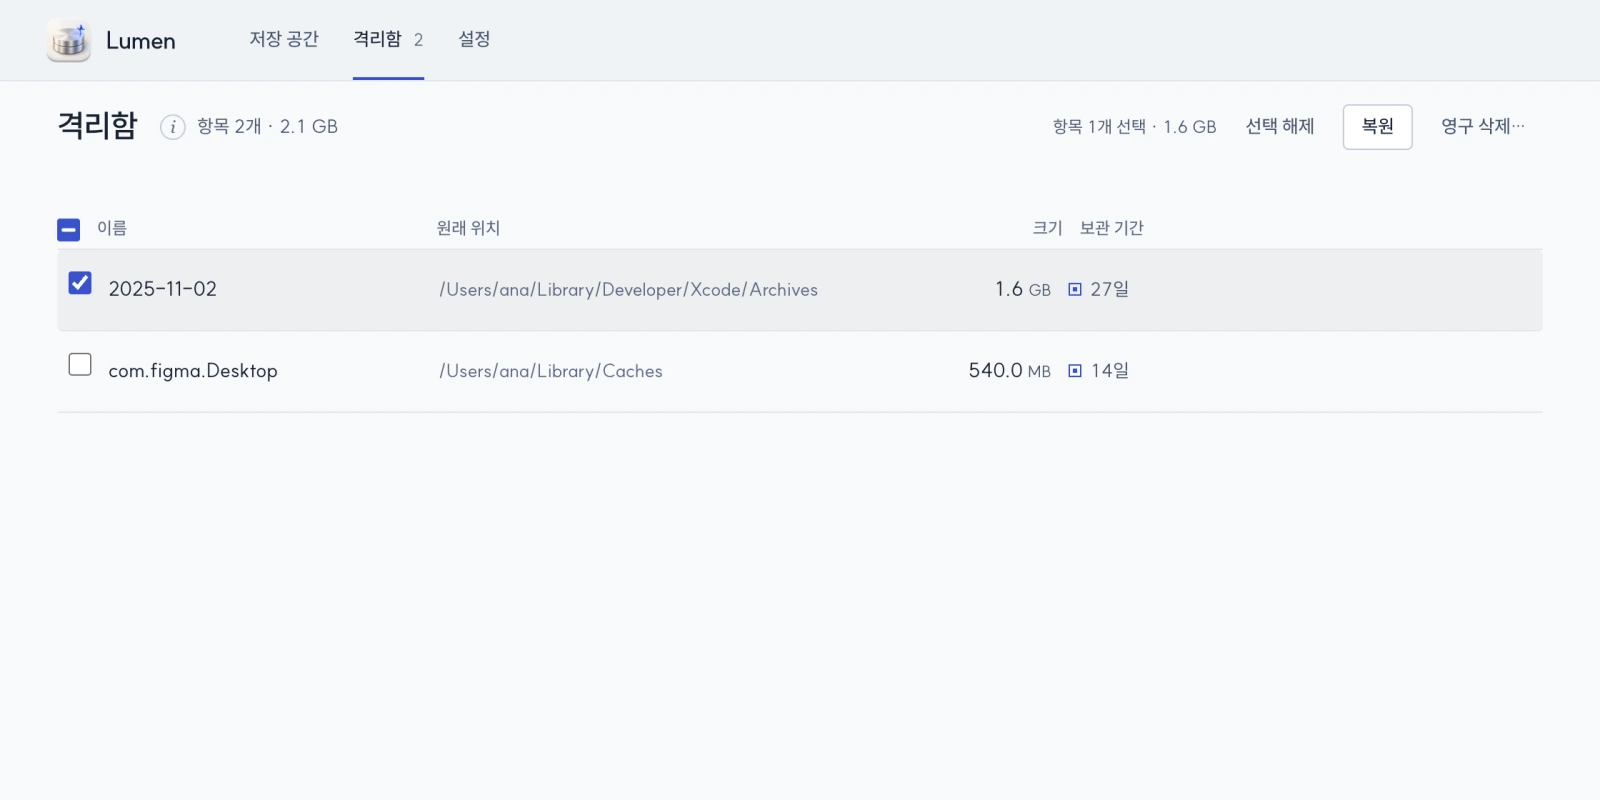 Lumen 저장 공간 격리함 2 설정
격리함 i 항목 2개 · 2.1 GB 항목 1개 선택 · 1.6 GB 선택 해제 복원 영구 삭제…
이름 원래 위치 크기 보관 기간
2025-11-02 /Users/ana/Library/Developer/Xcode/Archives 1.6 GB 27일
com.figma.Desktop /Users/ana/Library/Caches 540.0 MB 14일